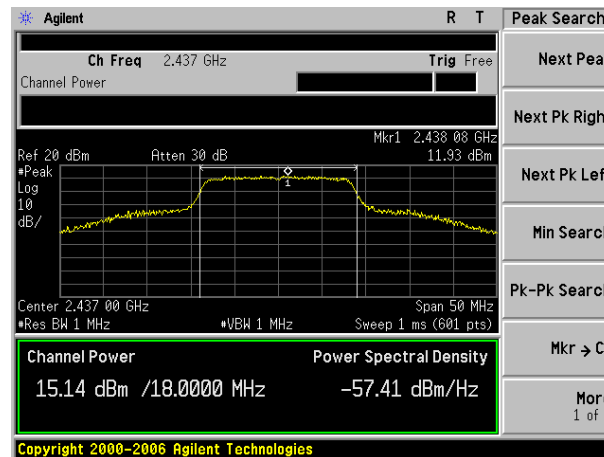 Agilent R T Peak Search
Ch Freq 2.437 GHz Trig Free
Channel Power
Next Pea
Next Pk Righ
Mkr1 2.438 08 GHz
Ref 20 dBm Atten 30 dB 11.93 dBm
#Peak
Log
10
dB/
1
Next Pk Lef
Min Searc
Pk-Pk Searc
Center 2.437 00 GHz Span 50 MHz
#Res BW 1 MHz #VBW 1 MHz Sweep 1 ms (601 pts)
Channel Power Power Spectral Density
15.14 dBm /18.0000 MHz -57.41 dBm/Hz
Mkr → C
Mor
1 of
Copyright 2000-2006 Agilent Technologies